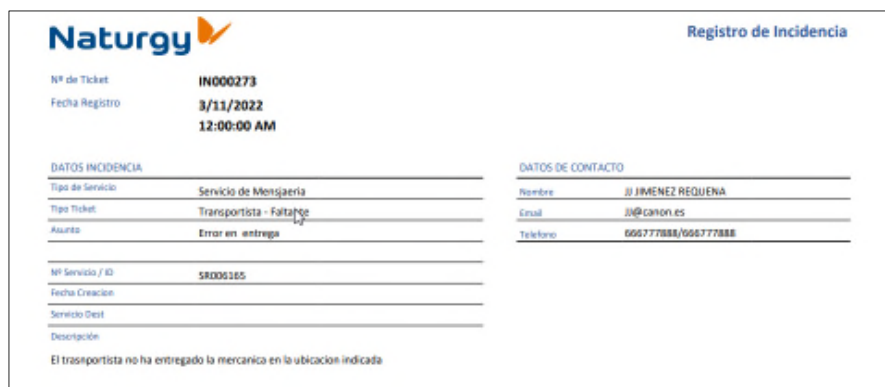 Naturgy
Registro de Incidencia
Nº de Ticket IN000273
Fecha Registro 3/11/2022
12:00:00 AM
DATOS INCIDENCIA
Tipo de Servicio Servicio de Mensjaeria
Tipo Ticket Transportista - Faltante
Asunto Error en entrega
Nº Servicio / ID SR006165
Fecha Creacion
Servicio Dest
Descripción
El trasnportista no ha entregado la mercanica en la ubicacion indicada
DATOS DE CONTACTO
Nombre JJ JIMENEZ REQUENA
Email JJ@canon.es
Telefono 666777888/666777888